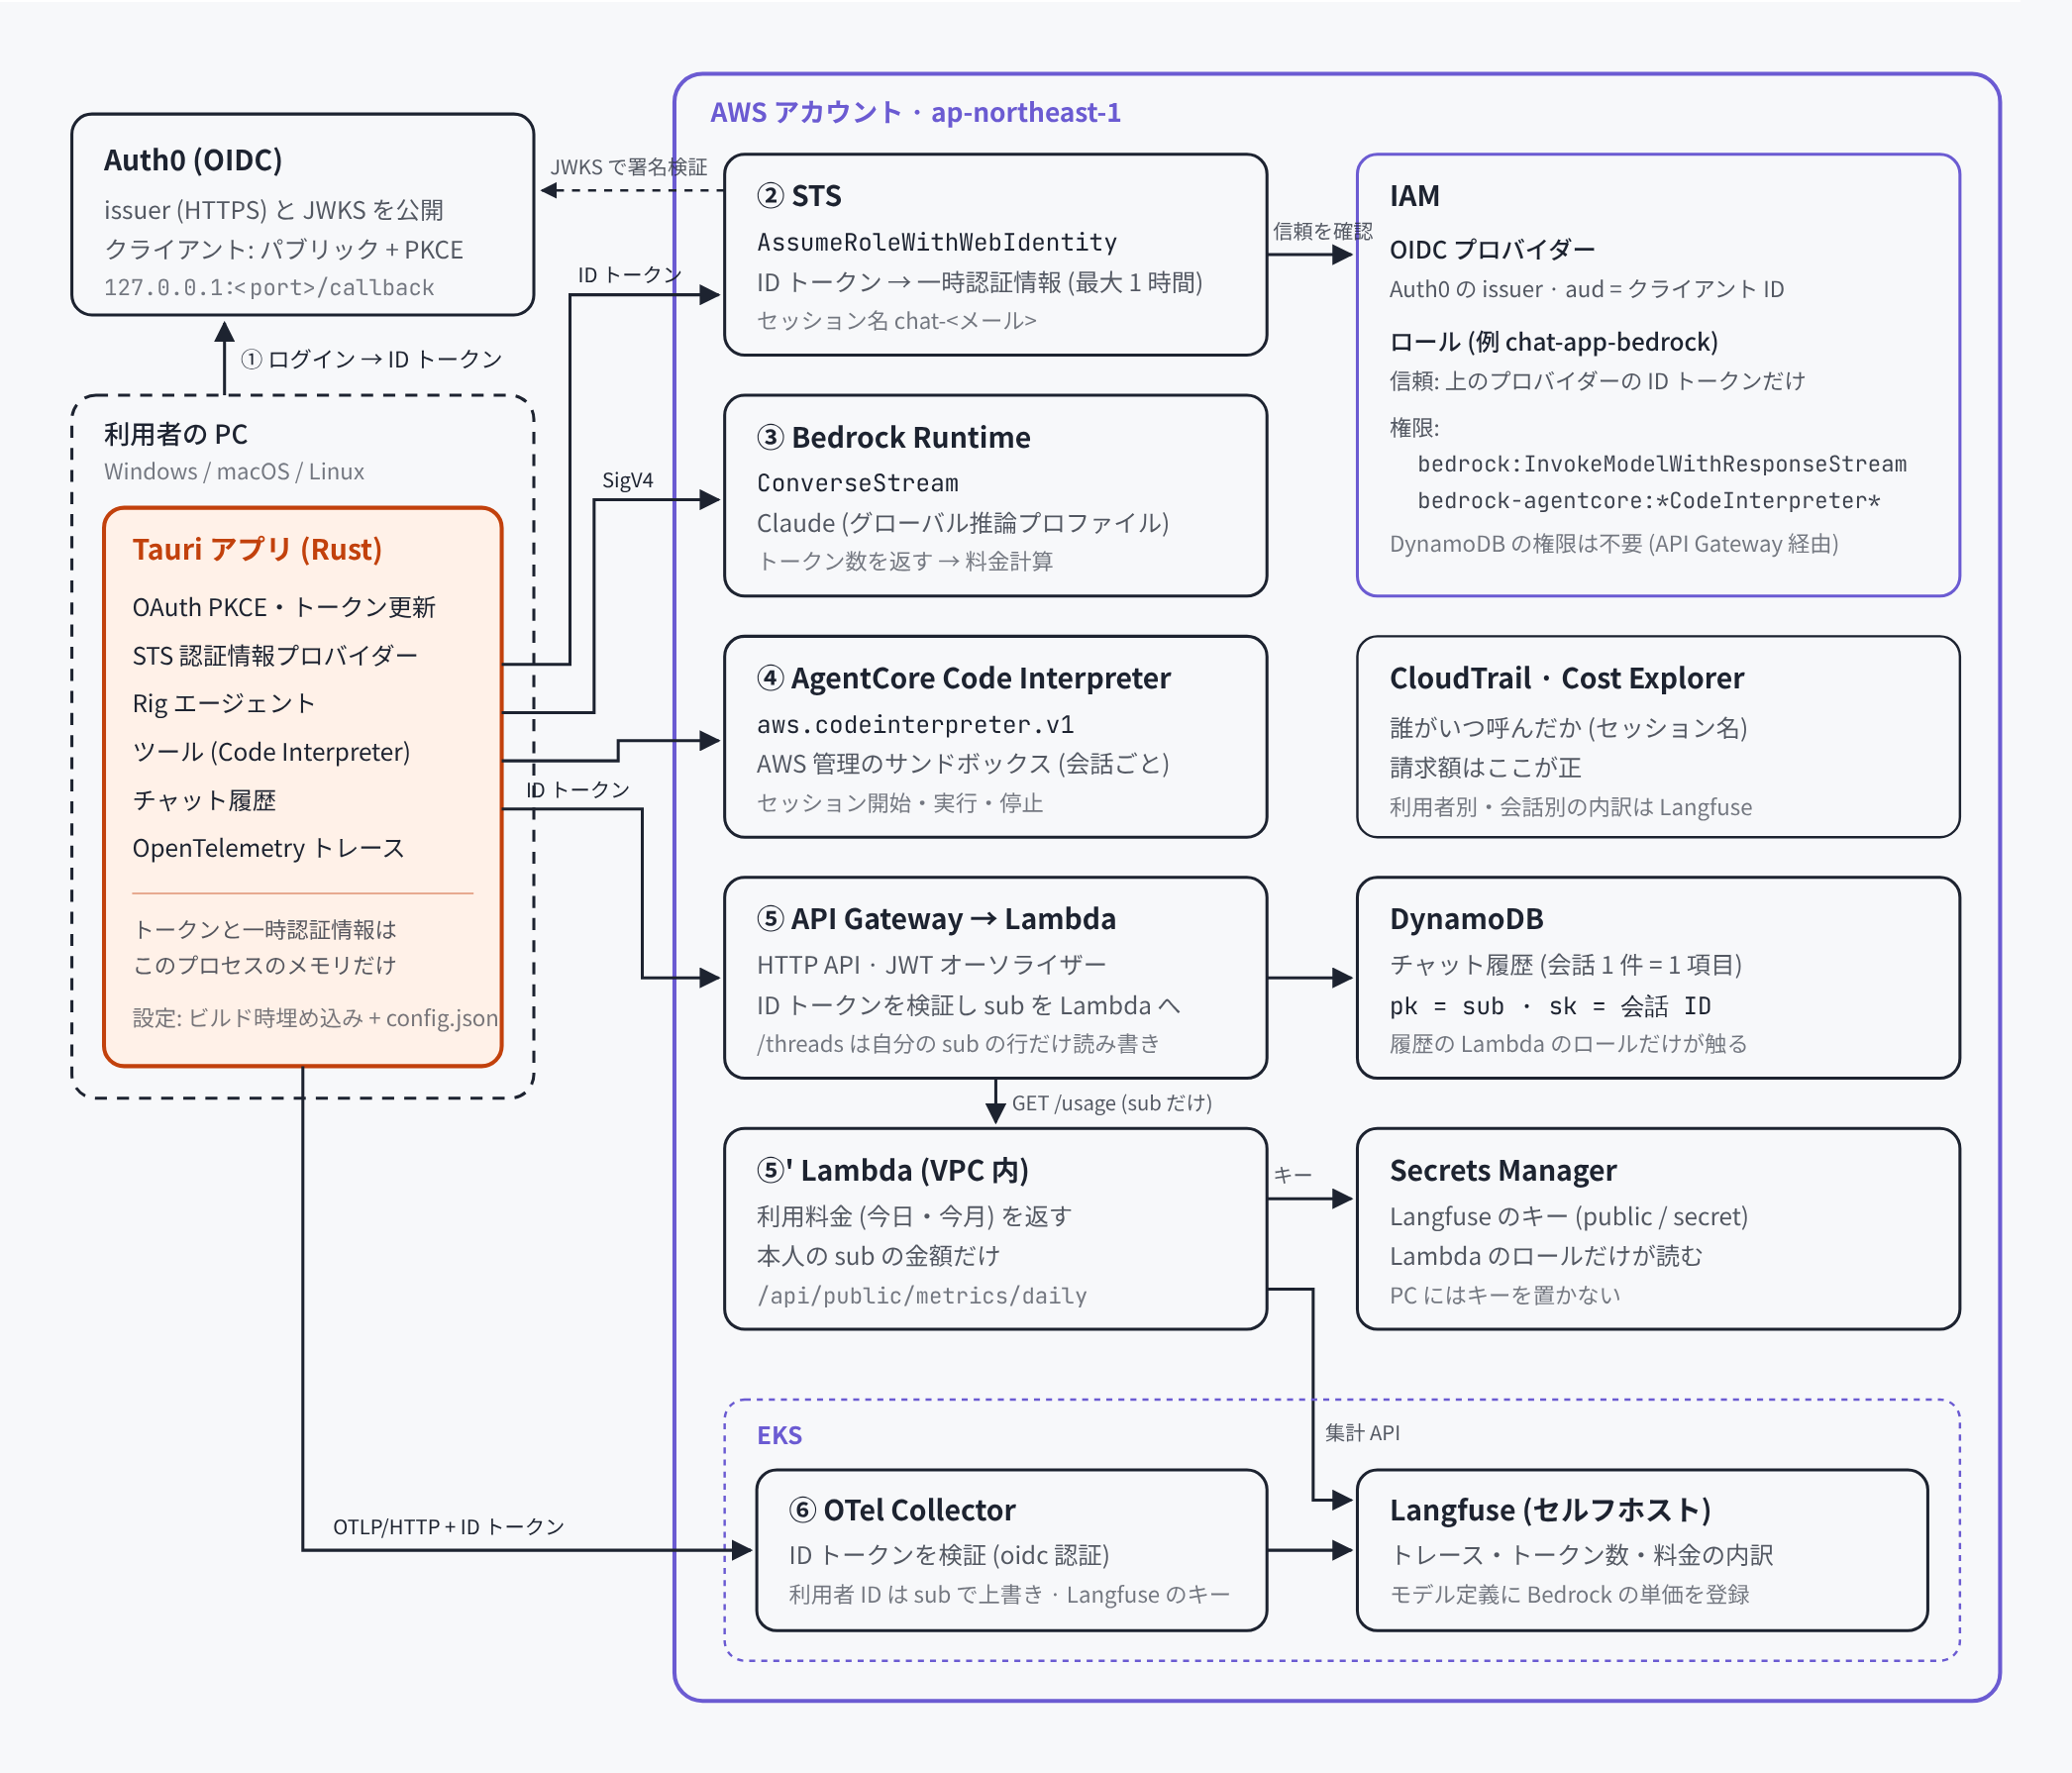 AWS アカウント · ap-northeast-1
Auth0 (OIDC)
issuer (HTTPS) と JWKS を公開
クライアント: パブリック + PKCE
127.0.0.1:<port>/callback
JWKS で署名検証
① ログイン → ID トークン
利用者の PC
Windows / macOS / Linux
Tauri アプリ (Rust)
OAuth PKCE・トークン更新
STS 認証情報プロバイダー
Rig エージェント
ツール (Code Interpreter)
チャット履歴
OpenTelemetry トレース
トークンと一時認証情報は
このプロセスのメモリだけ
設定: ビルド時埋め込み + config.json
ID トークン
SigV4
ID トークン
OTLP/HTTP + ID トークン
② STS
AssumeRoleWithWebIdentity
ID トークン → 一時認証情報 (最大 1 時間)
セッション名 chat-<メール>
信頼を確認
IAM
OIDC プロバイダー
Auth0 の issuer · aud = クライアント ID
ロール (例 chat-app-bedrock)
信頼: 上のプロバイダーの ID トークンだけ
権限:
bedrock:InvokeModelWithResponseStream
bedrock-agentcore:*CodeInterpreter*
DynamoDB の権限は不要 (API Gateway 経由)
③ Bedrock Runtime
ConverseStream
Claude (グローバル推論プロファイル)
トークン数を返す → 料金計算
④ AgentCore Code Interpreter
aws.codeinterpreter.v1
AWS 管理のサンドボックス (会話ごと)
セッション開始・実行・停止
CloudTrail · Cost Explorer
誰がいつ呼んだか (セッション名)
請求額はここが正
利用者別・会話別の内訳は Langfuse
⑤ API Gateway → Lambda
HTTP API · JWT オーソライザー
ID トークンを検証し sub を Lambda へ
/threads は自分の sub の行だけ読み書き
DynamoDB
チャット履歴 (会話 1 件 = 1 項目)
pk = sub · sk = 会話 ID
履歴の Lambda のロールだけが触る
GET /usage (sub だけ)
⑤' Lambda (VPC 内)
利用料金 (今日・今月) を返す
本人の sub の金額だけ
/api/public/metrics/daily
キー
Secrets Manager
Langfuse のキー (public / secret)
Lambda のロールだけが読む
PC にはキーを置かない
EKS
集計 API
⑥ OTel Collector
ID トークンを検証 (oidc 認証)
利用者 ID は sub で上書き · Langfuse のキー
Langfuse (セルフホスト)
トレース・トークン数・料金の内訳
モデル定義に Bedrock の単価を登録